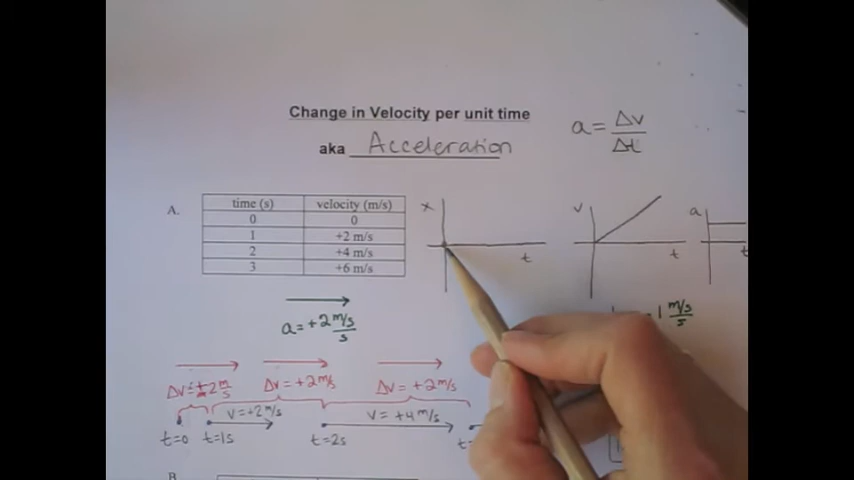 Change in Velocity per unit time
aka Acceleration
a = Δv/Δt
A.
time (s) velocity (m/s)
0 0
1 +2 m/s
2 +4 m/s
3 +6 m/s
x
t
v
t
a
t
a = +2 m/s/s
1 m/s/s
Δv = +2 m/s
Δv = +2 m/s
Δv = +2 m/s
v = +2 m/s
v = +4 m/s
t=0
t=1s
t=2s
t=
B